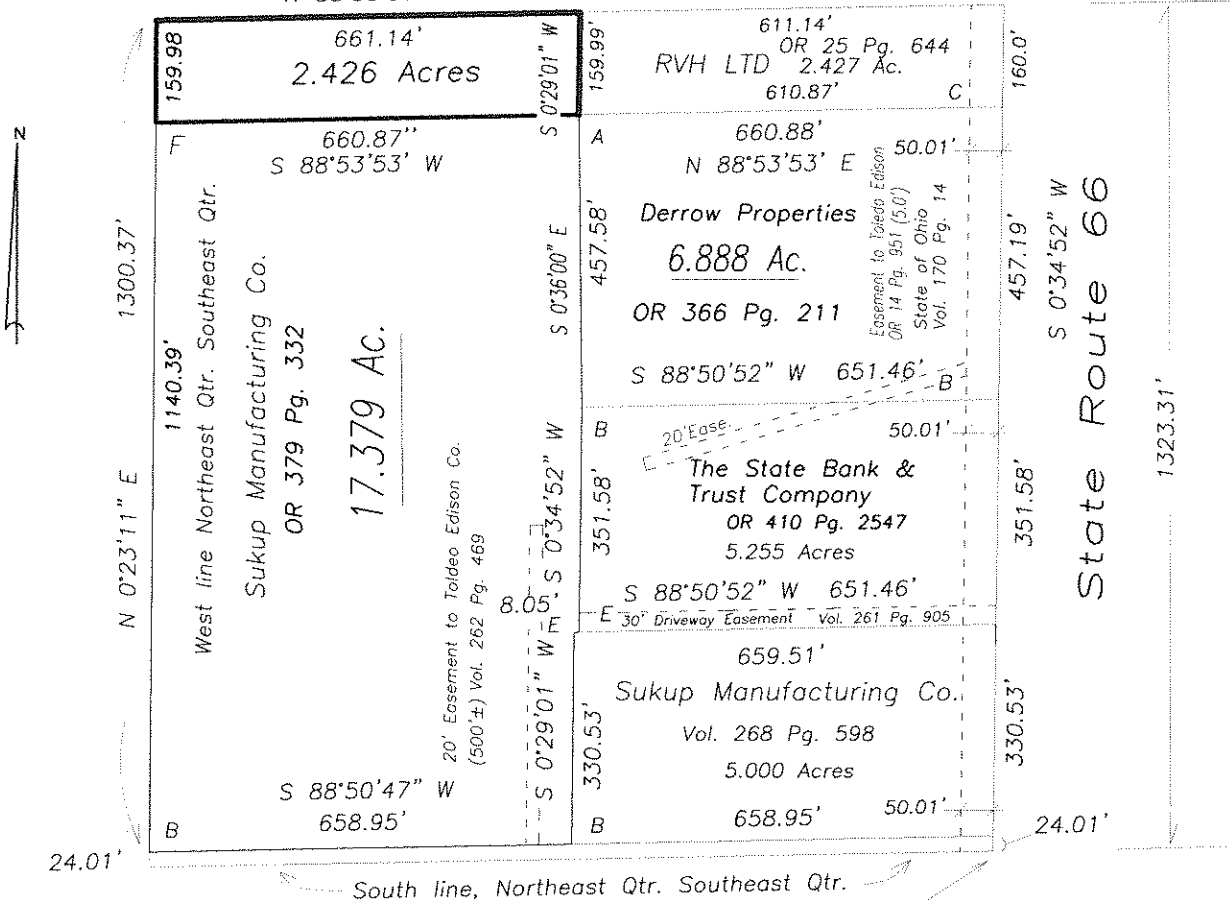 159.98
661.14'
2.426 Acres
S 0°29'01" W
159.99'
611.14'
OR 25 Pg. 644
RVH LTD 2.427 Ac.
610.87'
C
160.0'
N
F
660.87''
S 88°53'53' W
A
660.88'
N 88°53'53' E
50.01'
1300.37'
1140.39'
N 0°23'11" E
West line Northeast Qtr. Southeast Qtr.
Sukup Manufacturing Co.
OR 379 Pg. 332
17.379 Ac.
S 0°36'00" E
457.58'
Derrow Properties
6.888 Ac.
OR 366 Pg. 211
Easement to Toledo Edison
OR 14 Pg. 951 (5.0')
State of Ohio
Vol. 170 Pg. 14
457.19'
S 0°34'52" W
State Route 66
1323.31'
S 88°50'52" W 651.46'
B
B
20'Ease.
50.01'
The State Bank &
Trust Company
OR 410 Pg. 2547
5.255 Acres
351.58'
351.58'
S 0°34'52" W
S 88°50'52" W 651.46'
20' Easement to Toldeo Edison Co.
(500'±) Vol. 262 Pg. 469
8.05'
E
E 30' Driveway Easement Vol. 261 Pg. 905
S 0°29'01" W
659.51'
Sukup Manufacturing Co.
Vol. 268 Pg. 598
5.000 Acres
330.53'
330.53'
S 88°50'47" W
658.95'
B
B
658.95'
50.01'
24.01'
24.01'
South line, Northeast Qtr. Southeast Qtr.